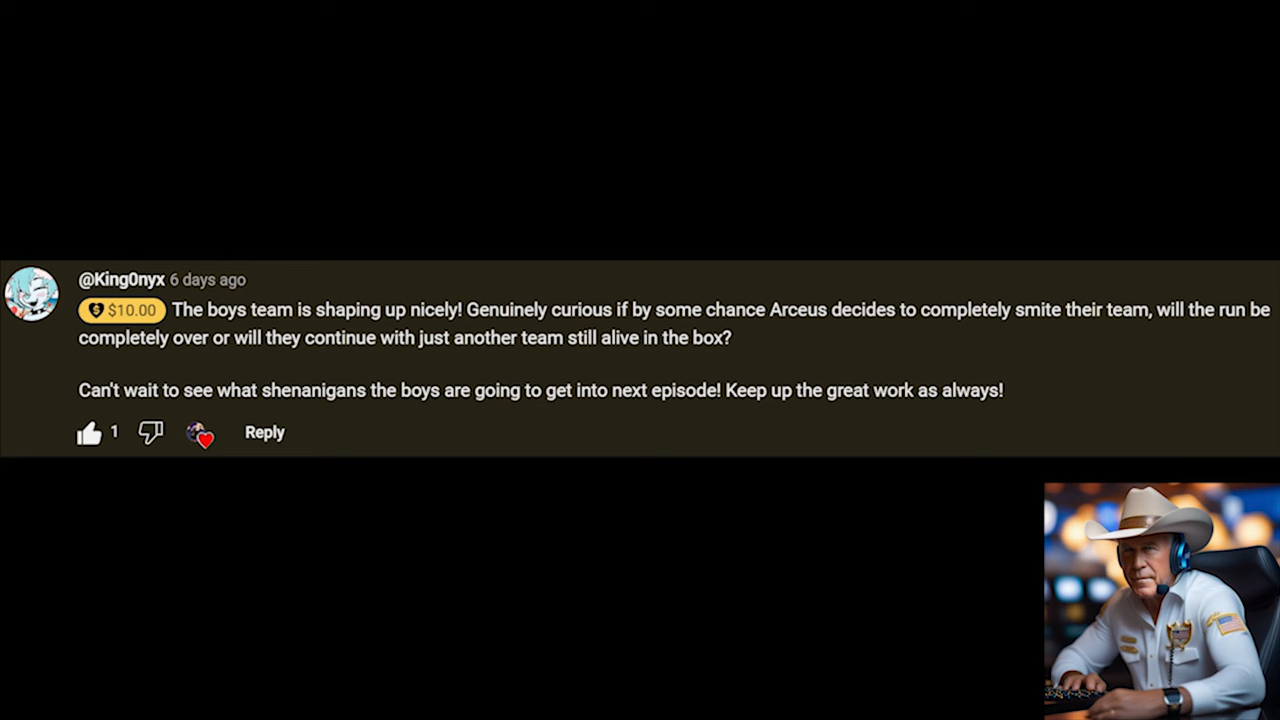 @King0nyx 6 days ago
$10.00 The boys team is shaping up nicely! Genuinely curious if by some chance Arceus decides to completely smite their team, will the run be
completely over or will they continue with just another team still alive in the box?
Can't wait to see what shenanigans the boys are going to get into next episode! Keep up the great work as always!
1 Reply